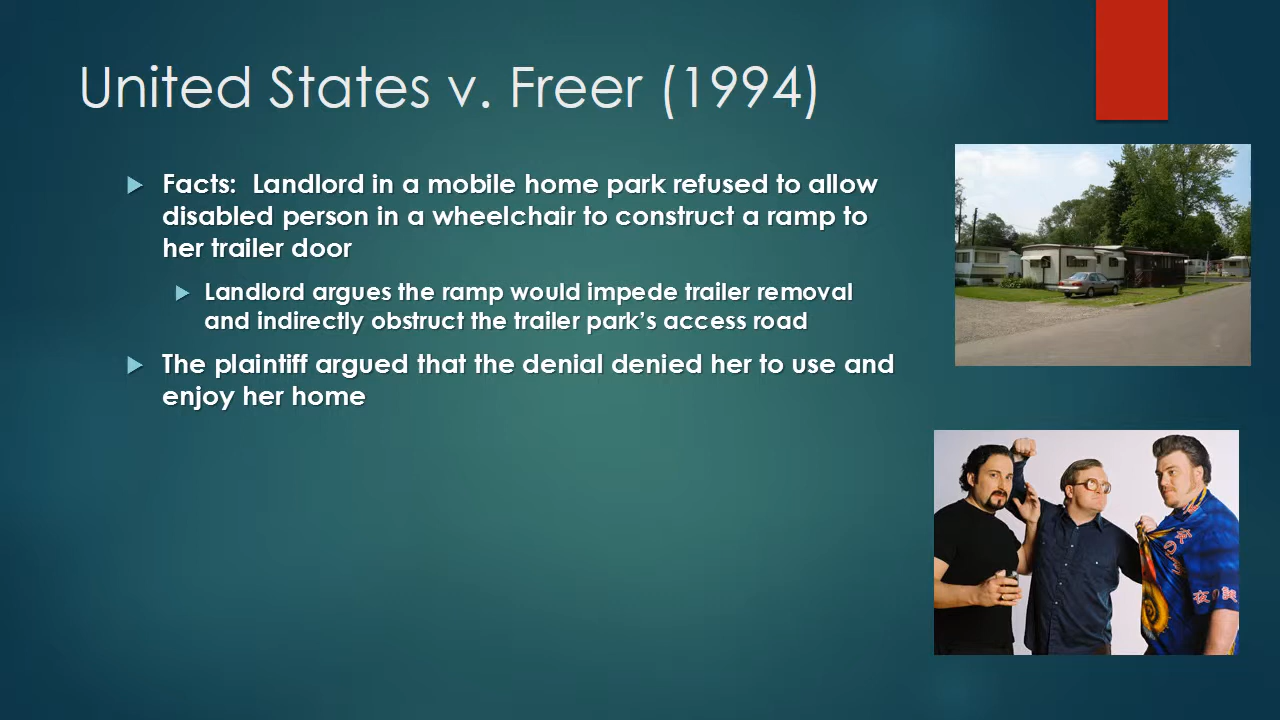 United States v. Freer (1994)
Facts:  Landlord in a mobile home park refused to allow
disabled person in a wheelchair to construct a ramp to
her trailer door
Landlord argues the ramp would impede trailer removal
and indirectly obstruct the trailer park’s access road
The plaintiff argued that the denial denied her to use and
enjoy her home